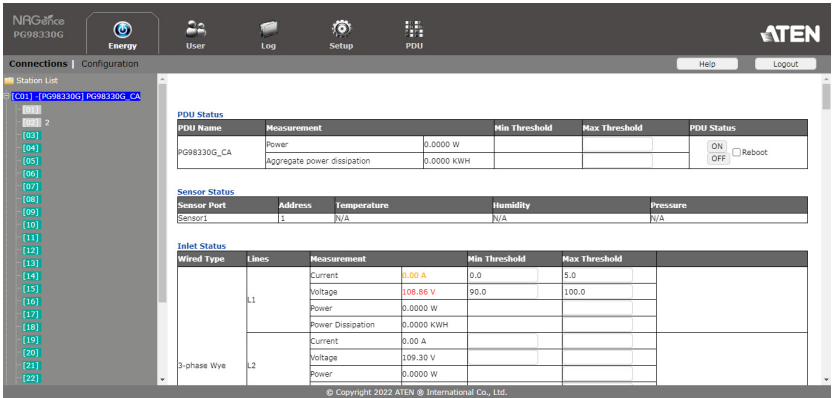 NRGence
PG98330G
Energy
User
Log
Setup
PDU
ATEN
Connections | Configuration
Help
Logout
Station List
[C01] -[PG98330G] PG98330G_CA
[01]
[02] 2
[03]
[04]
[05]
[06]
[07]
[08]
[09]
[10]
[11]
[12]
[13]
[14]
[15]
[16]
[17]
[18]
[19]
[20]
[21]
[22]
PDU Status
PDU Name Measurement Min Threshold Max Threshold PDU Status
PG98330G_CA
Power 0.0000 W
Aggregate power dissipation 0.0000 KWH
ON
OFF
Reboot
Sensor Status
Sensor Port Address Temperature Humidity Pressure
Sensor1 1 N/A N/A N/A
Inlet Status
Wired Type Lines Measurement Min Threshold Max Threshold
3-phase Wye
L1
Current 0.00 A 0.0 5.0
Voltage 108.86 V 90.0 100.0
Power 0.0000 W
Power Dissipation 0.0000 KWH
L2
Current 0.00 A
Voltage 109.30 V
Power 0.0000 W
© Copyright 2022 ATEN ® International Co., Ltd.